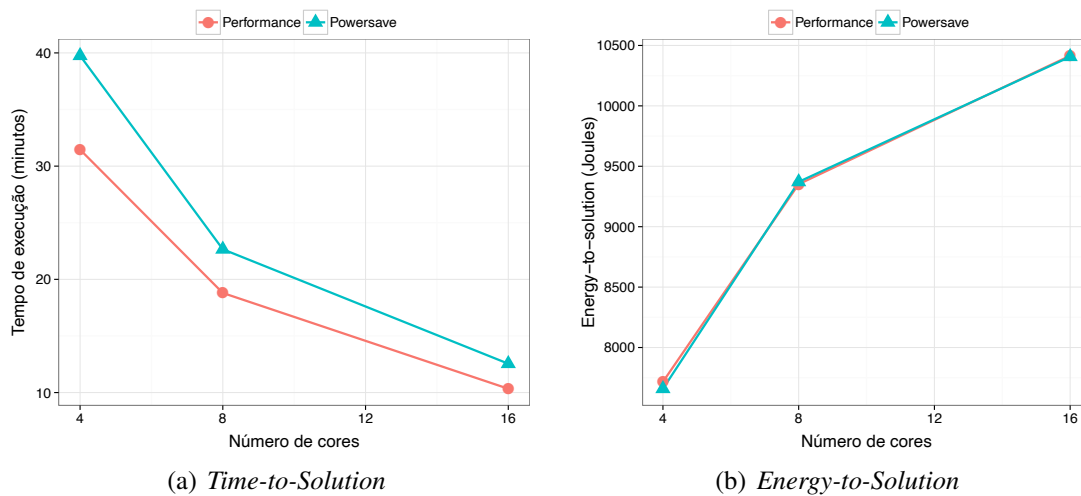 Performance Powersave
40
30
20
10
Tempo de execução (minutos)
4 8 12 16
Número de cores
(a) Time-to-Solution
Performance Powersave
10500
10000
9500
9000
8500
8000
Energy-to-solution (Joules)
4 8 12 16
Número de cores
(b) Energy-to-Solution